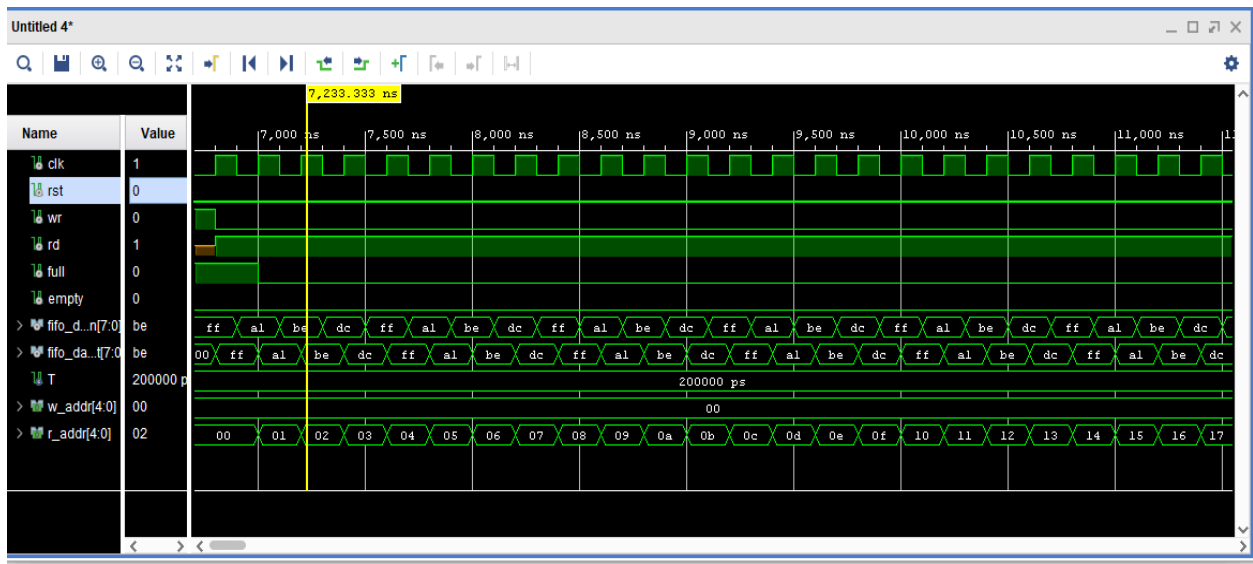 Untitled 4*
7,233.333 ns
Name Value 7,000 ns 7,500 ns 8,000 ns 8,500 ns 9,000 ns 9,500 ns 10,000 ns 10,500 ns 11,000 ns
clk 1
rst 0
wr 0
rd 1
full 0
empty 0
fifo_d...n[7:0] be ff a1 be dc ff a1 be dc ff a1 be dc ff a1 be dc ff a1 be dc ff a1 be dc
fifo_da...t[7:0 be 00 ff a1 be dc ff a1 be dc ff a1 be dc ff a1 be dc ff a1 be dc ff a1 be dc
T 200000 p 200000 ps
w_addr[4:0] 00 00
r_addr[4:0] 02 00 01 02 03 04 05 06 07 08 09 0a 0b 0c 0d 0e 0f 10 11 12 13 14 15 16 17